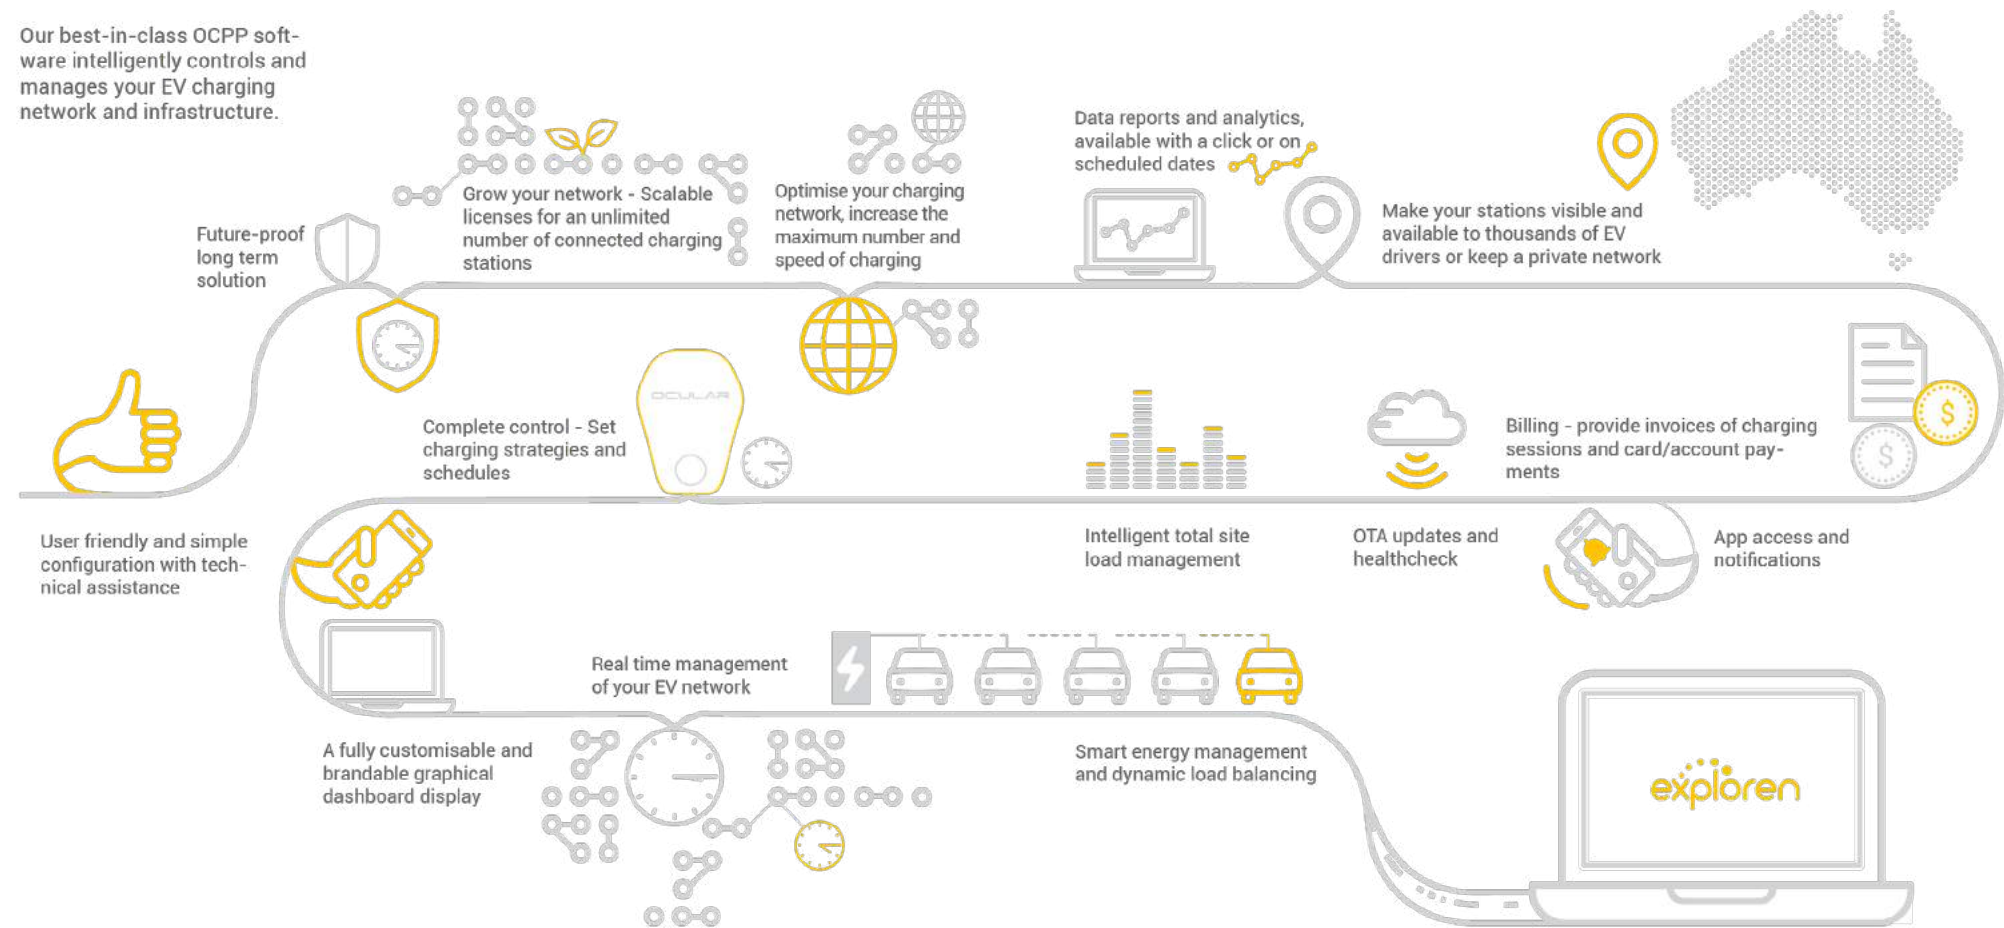 Our best-in-class OCPP soft-
ware intelligently controls and
manages your EV charging
network and infrastructure.
Future-proof
long term
solution
Grow your network - Scalable
licenses for an unlimited
number of connected charging
stations
Optimise your charging
network, increase the
maximum number and
speed of charging
Data reports and analytics,
available with a click or on
scheduled dates
Make your stations visible and
available to thousands of EV
drivers or keep a private network
Complete control - Set
charging strategies and
schedules
OCULAR
Billing - provide invoices of charging
sessions and card/account pay-
ments
$
$
User friendly and simple
configuration with tech-
nical assistance
Intelligent total site
load management
OTA updates and
healthcheck
App access and
notifications
Real time management
of your EV network
A fully customisable and
brandable graphical
dashboard display
Smart energy management
and dynamic load balancing
exploren